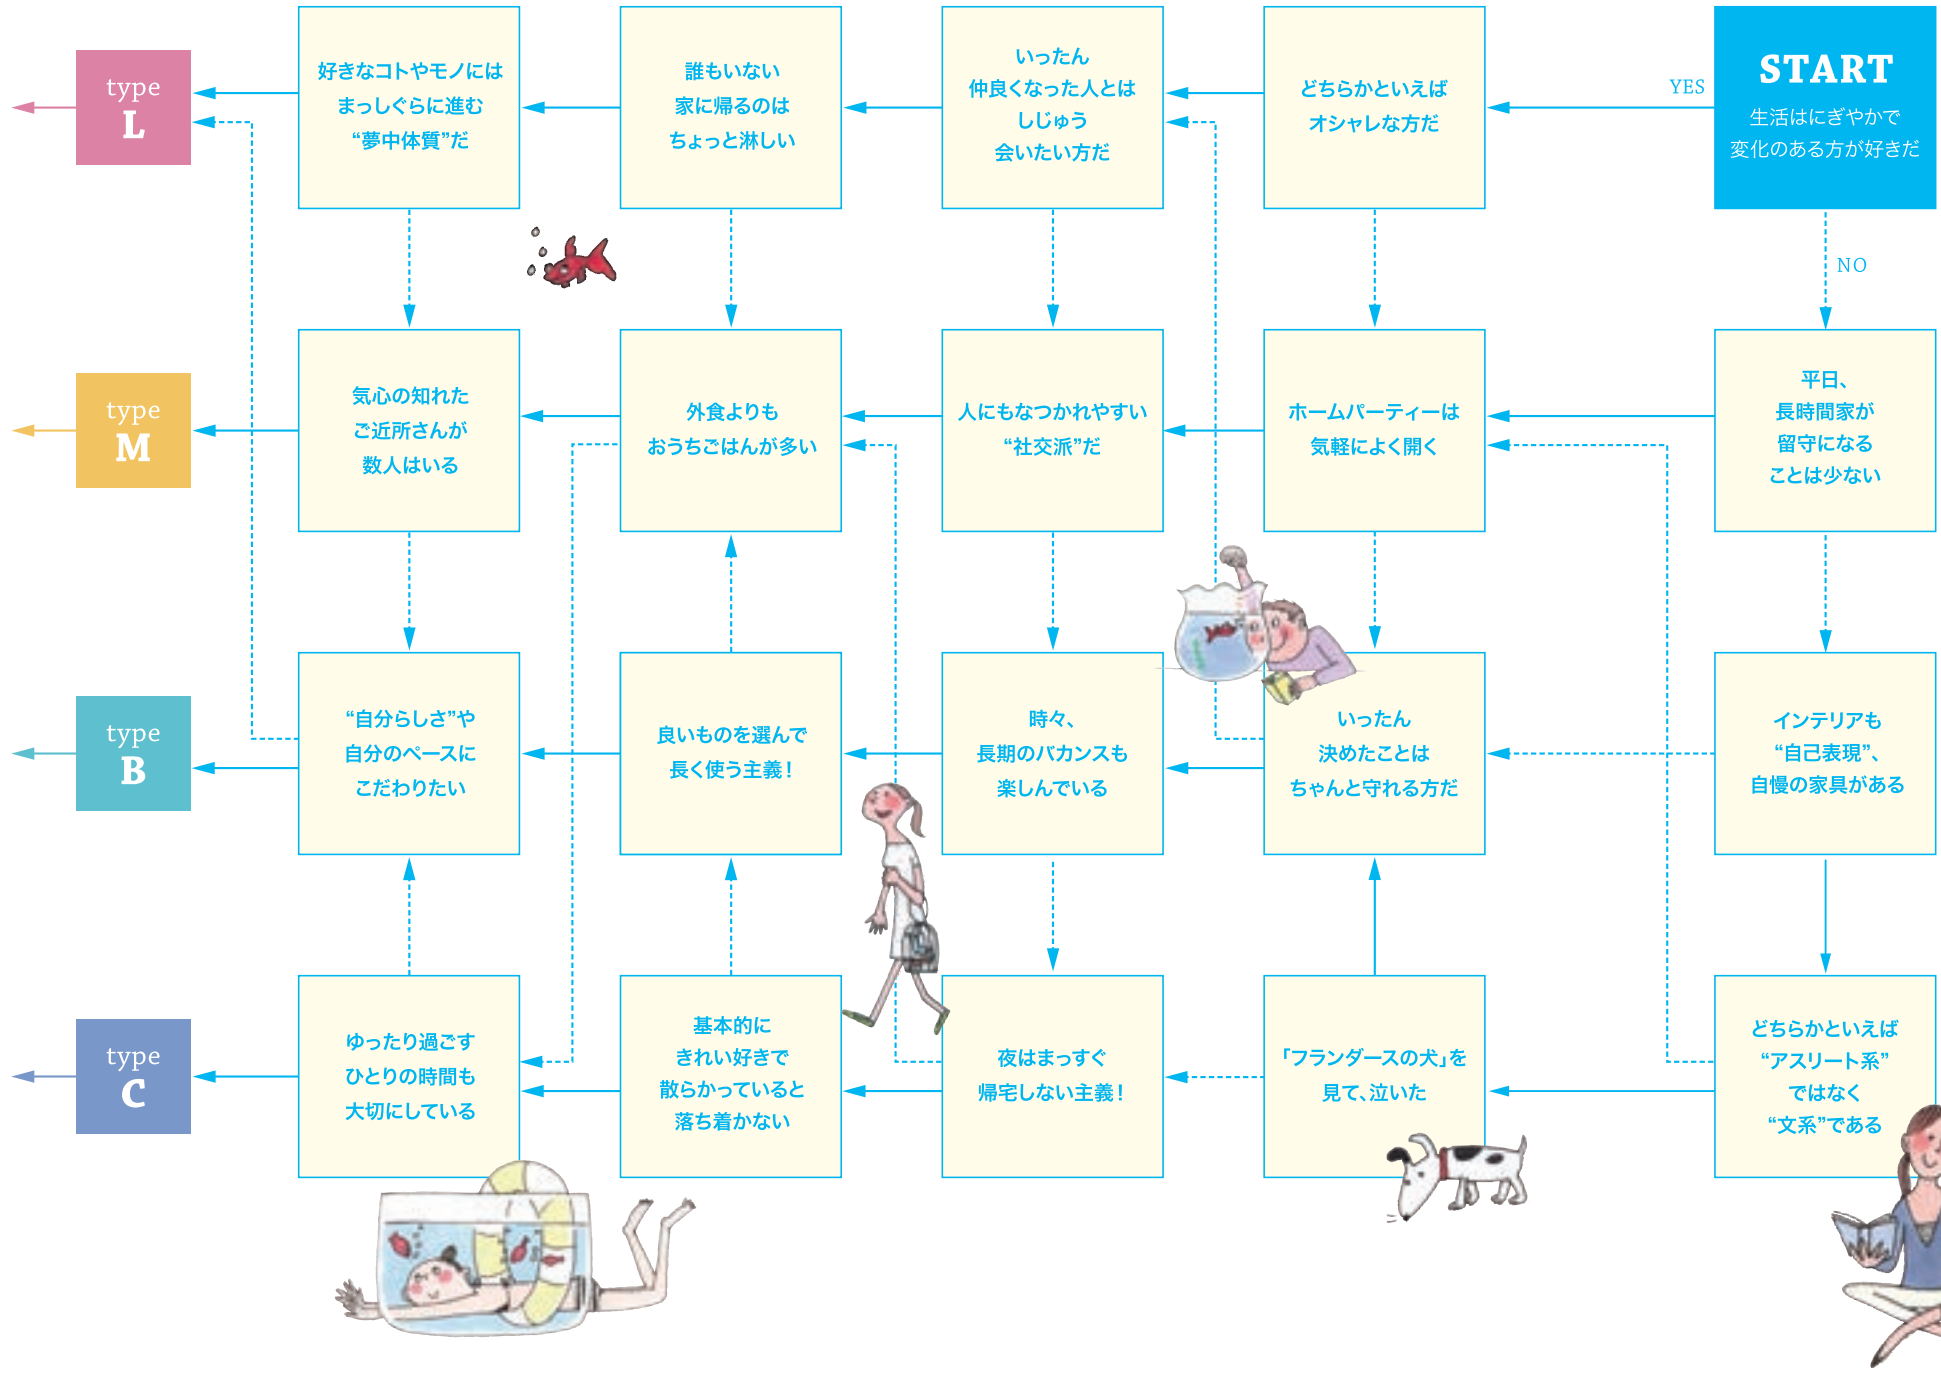 START
生活はにぎやかで
変化のある方が好きだ
YES
NO
どちらかといえば
オシャレな方だ
いったん
仲良くなった人とは
しじゅう
会いたい方だ
誰もいない
家に帰るのは
ちょっと淋しい
好きなコトやモノには
まっしぐらに進む
“夢中体質”だ
type
L
平日、
長時間家が
留守になる
ことは少ない
ホームパーティーは
気軽によく開く
人にもなつかれやすい
“社交派”だ
外食よりも
おうちごはんが多い
気心の知れた
ご近所さんが
数人はいる
type
M
インテリアも
“自己表現”、
自慢の家具がある
いったん
決めたことは
ちゃんと守れる方だ
時々、
長期のバカンスも
楽しんでいる
良いものを選んで
長く使う主義!
“自分らしさ”や
自分のペースに
こだわりたい
type
B
どちらかといえば
“アスリート系”
ではなく
“文系”である
「フランダースの犬」を
見て、泣いた
夜はまっすぐ
帰宅しない主義!
基本的に
きれい好きで
散らかっていると
落ち着かない
ゆったり過ごす
ひとりの時間も
大切にしている
type
C